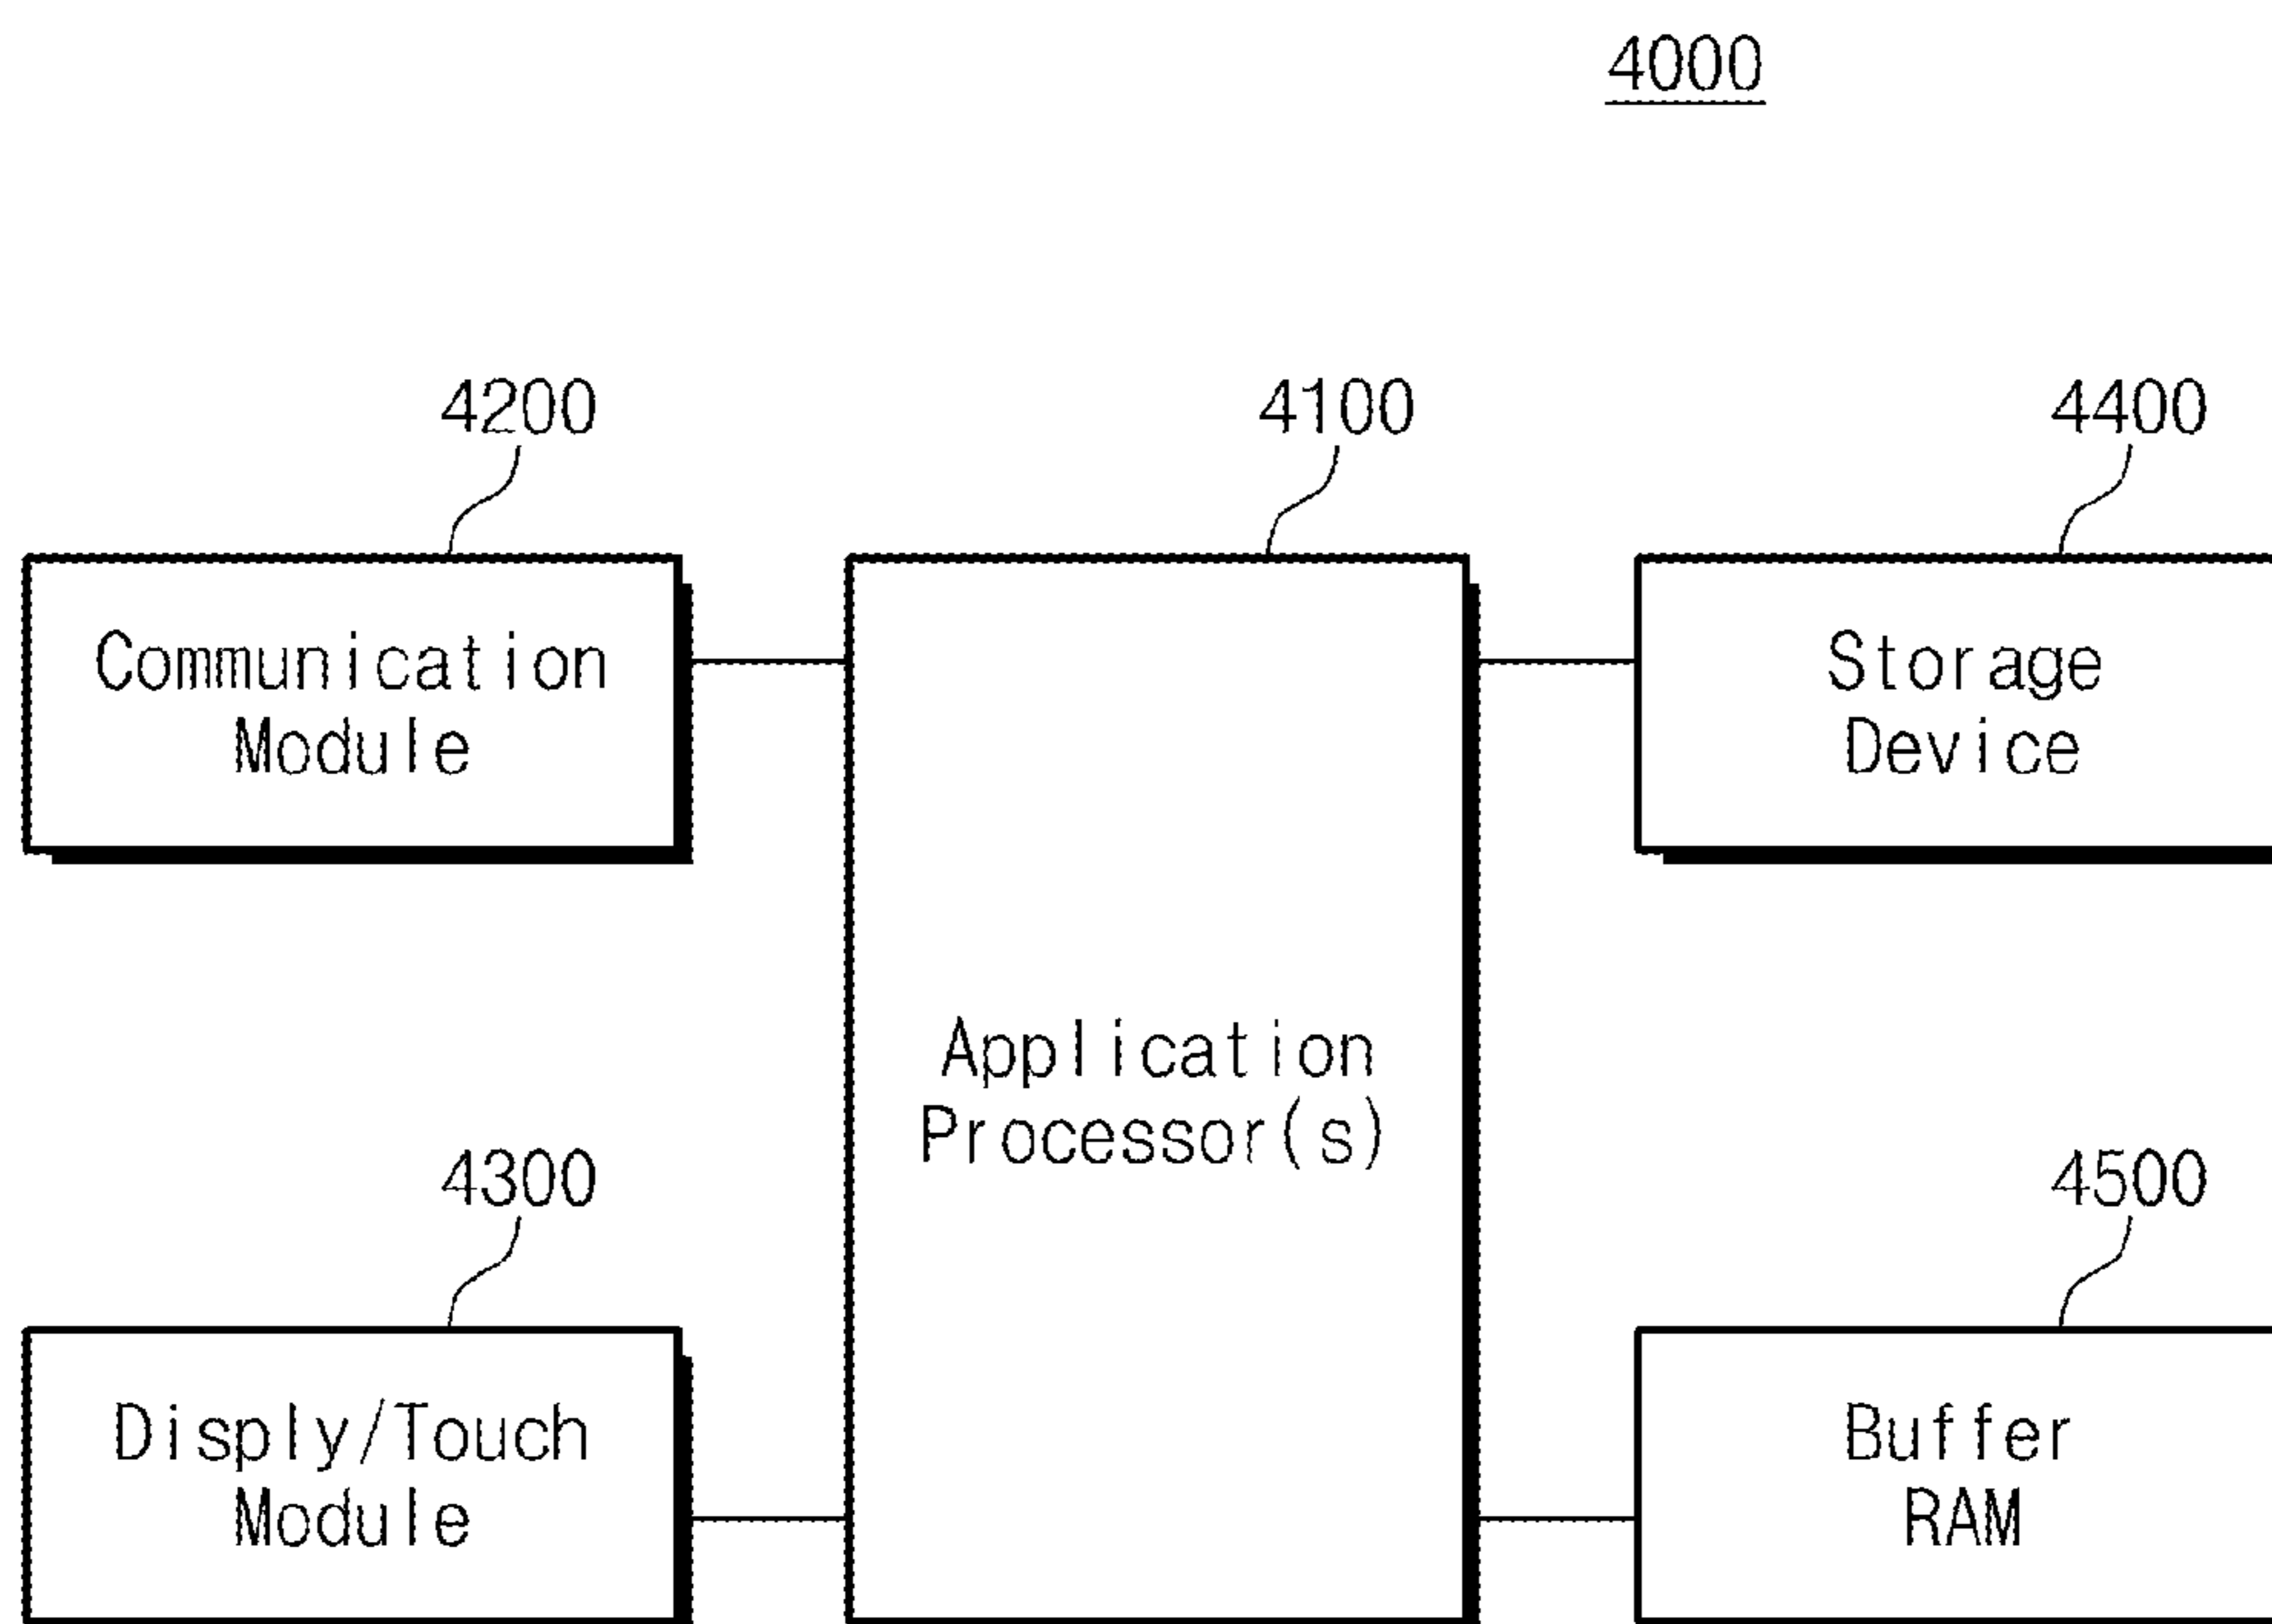 4000
4200
Communication
Module
4100
Application
Processor(s)
4400
Storage
Device
4300
Disply/Touch
Module
4500
Buffer
RAM